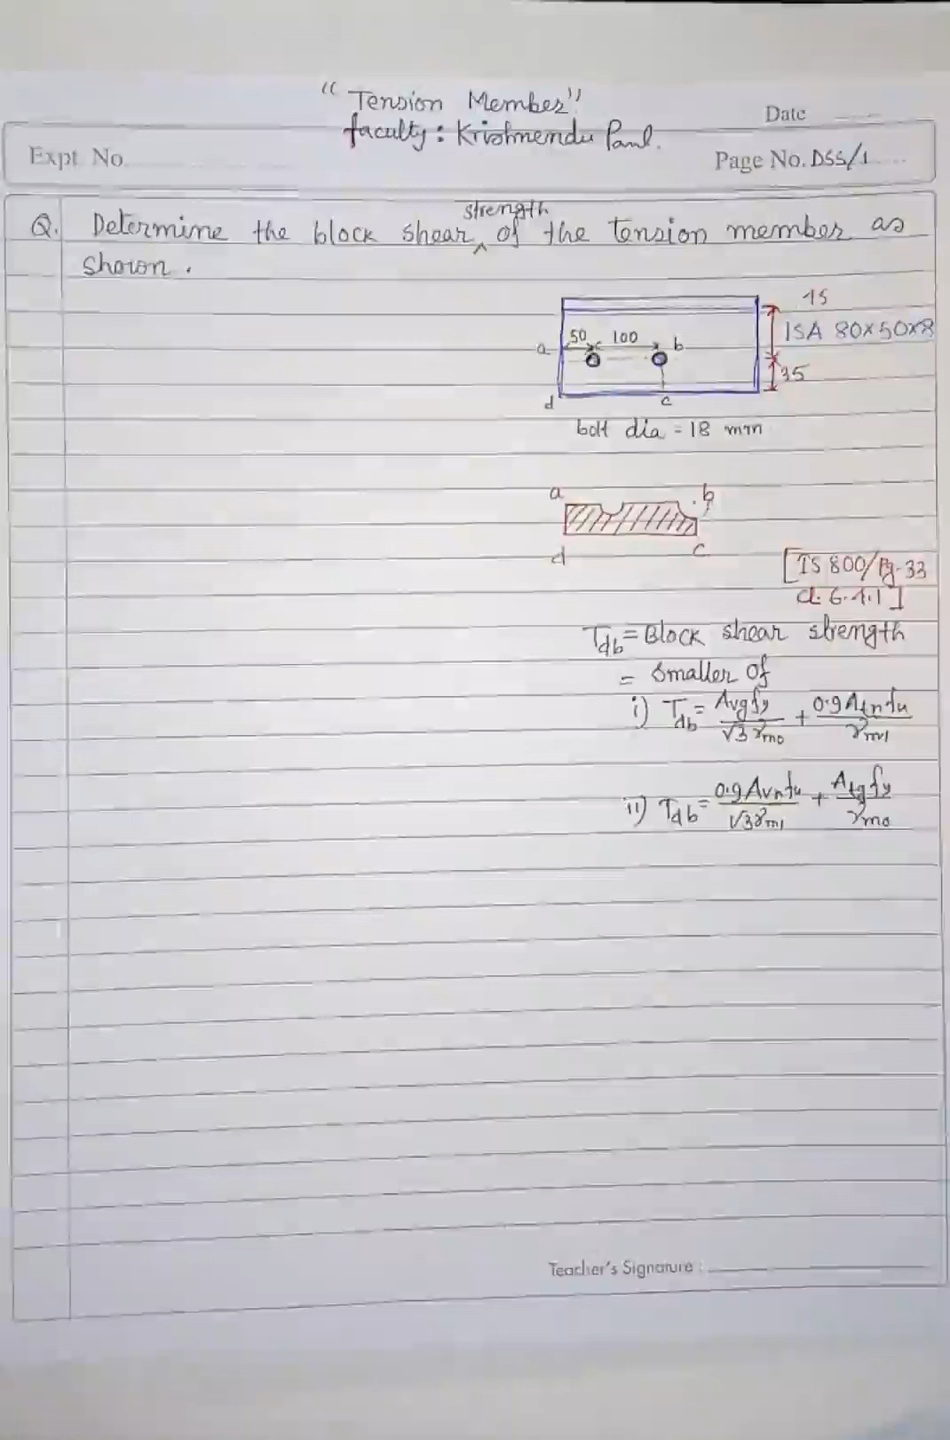 "Tension Member"
faculty: Krishnendu Paul.
Date
Expt. No.
Page No. DSS/1
strength
Q. Determine the block shear ^ of the tension member as
shown.
45
50 100
ISA 80×50×8
a b
35
d c
bolt dia = 18 mm
a b
d c
[IS 800/Pg-33
cl. 6.4.1]
Tdb = Block shear strength
= smaller of
i) Tdb = Avg fy / √3 γm0 + 0.9 Atn fu / γm1
ii) Tdb = 0.9 Avn fu / √3 γm1 + Atg fy / γm0
Teacher's Signature :